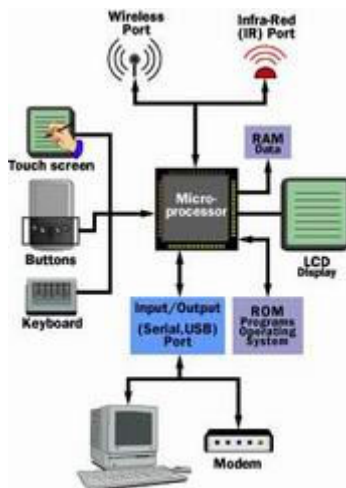 Wireless
Port
Infra-Red
(IR) Port
RAM
Data
Touch screen
Micro-
processor
Buttons
LCD
Display
Keyboard
Input/Output
(Serial,USB)
Port
ROM
Programs
Operating
System
Modem